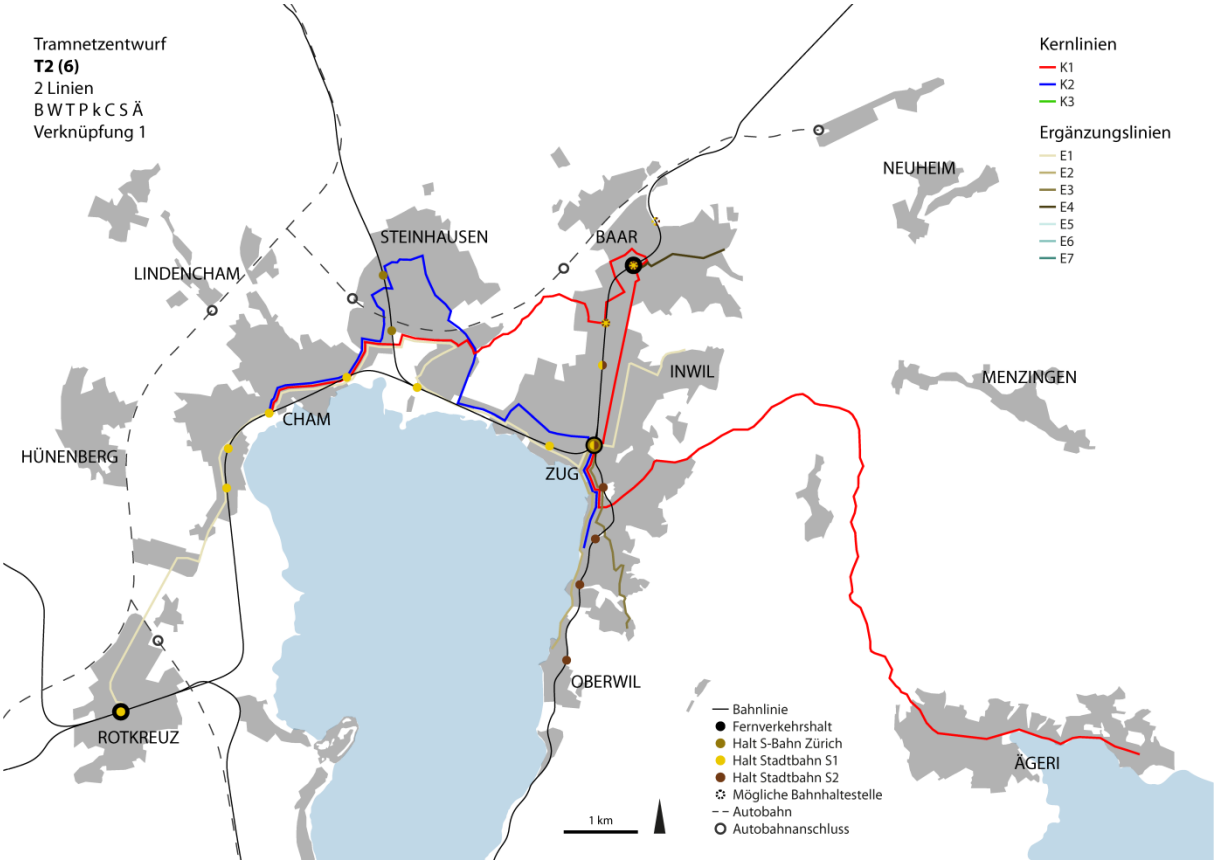 Tramnetzentwurf
T2 (6)
2 Linien
B W T P k C S Ä
Verknüpfung 1
Kernlinien
K1
K2
K3
Ergänzungslinien
E1
E2
E3
E4
E5
E6
E7
NEUHEIM
STEINHAUSEN
BAAR
LINDENCHAM
INWIL
MENZINGEN
CHAM
HÜNENBERG
ZUG
OBERWIL
ROTKREUZ
ÄGERI
Bahnlinie
Fernverkehrshalt
Halt S-Bahn Zürich
Halt Stadtbahn S1
Halt Stadtbahn S2
Mögliche Bahnhaltestelle
Autobahn
Autobahnanschluss
1 km